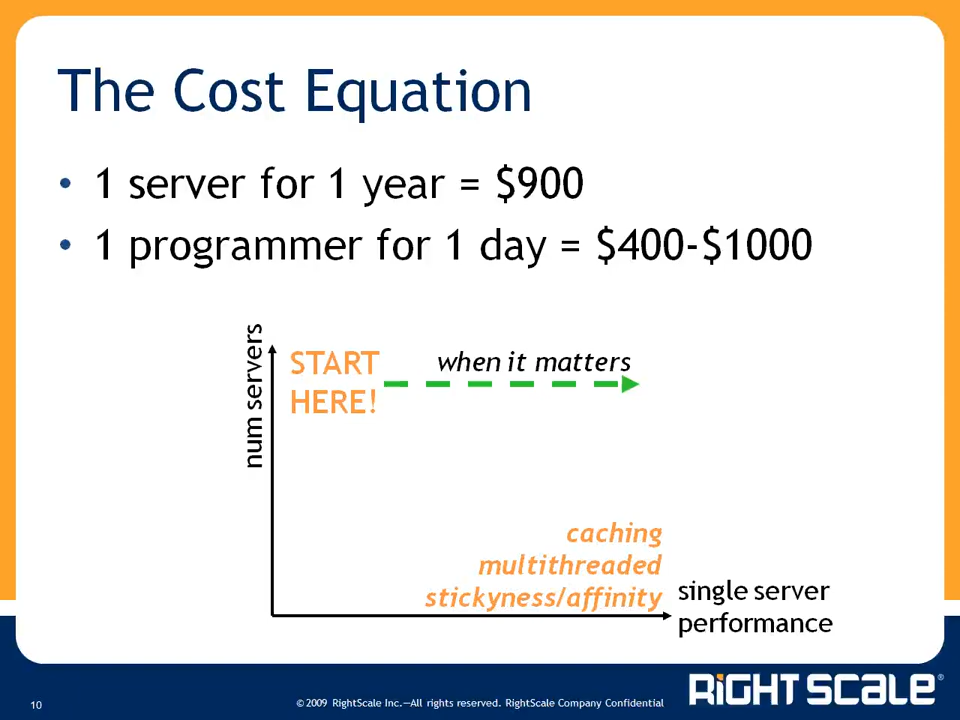 The Cost Equation
• 1 server for 1 year = $900
• 1 programmer for 1 day = $400-$1000
num servers
START
HERE!
when it matters
caching
multithreaded
stickyness/affinity
single server
performance
10
©2009 RightScale Inc.—All rights reserved. RightScale Company Confidential
RIGHTSCALE®